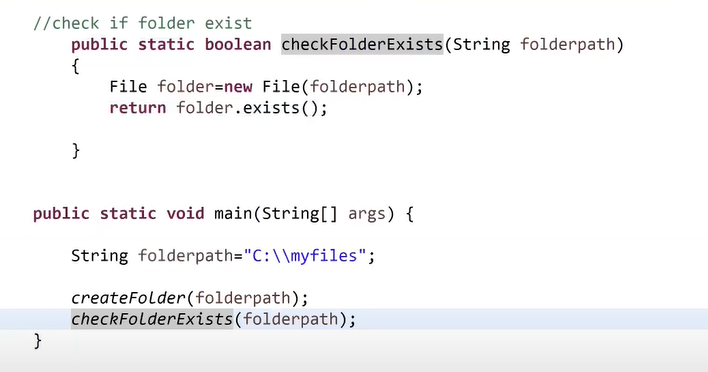 //check if folder exist
public static boolean checkFolderExists(String folderpath)
{
File folder=new File(folderpath);
return folder.exists();
}
public static void main(String[] args) {
String folderpath="C:\\myfiles";
createFolder(folderpath);
checkFolderExists(folderpath);
}